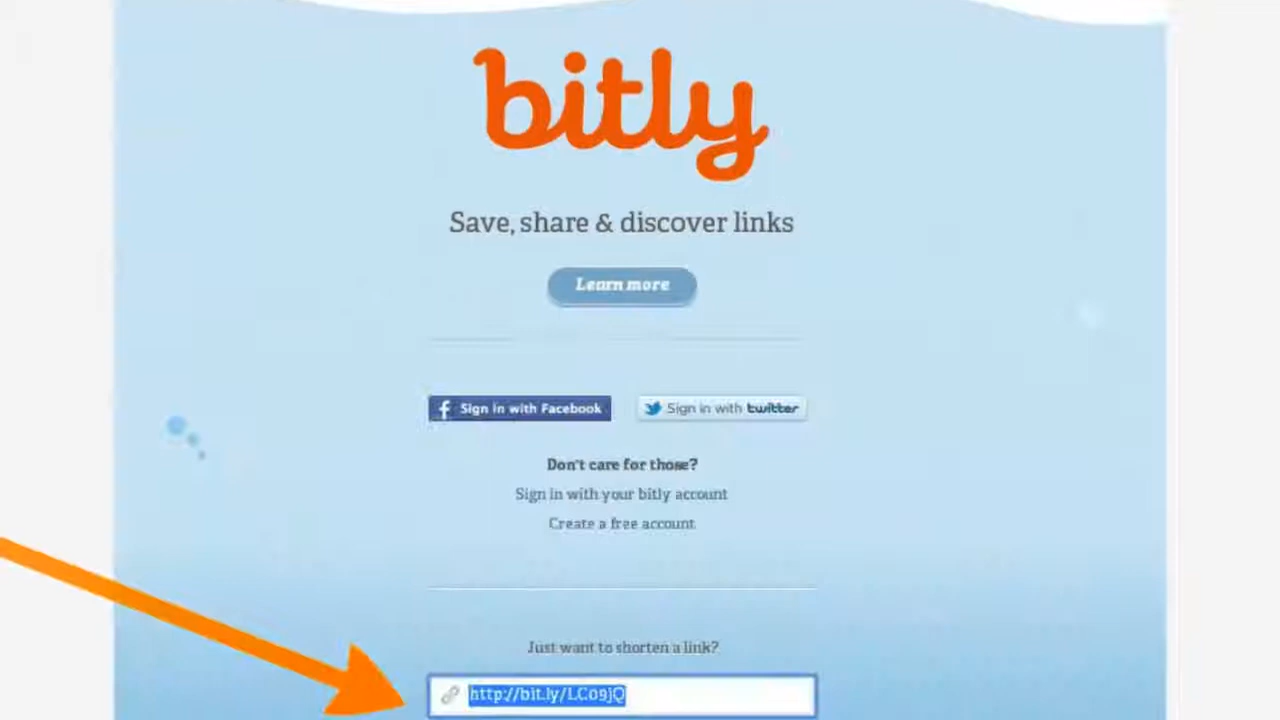 bitly
Save, share & discover links
Learn more
Sign in with Facebook
Sign in with twitter
Don't care for those?
Sign in with your bitly account
Create a free account
Just want to shorten a link?
http://bit.ly/LC09jQ